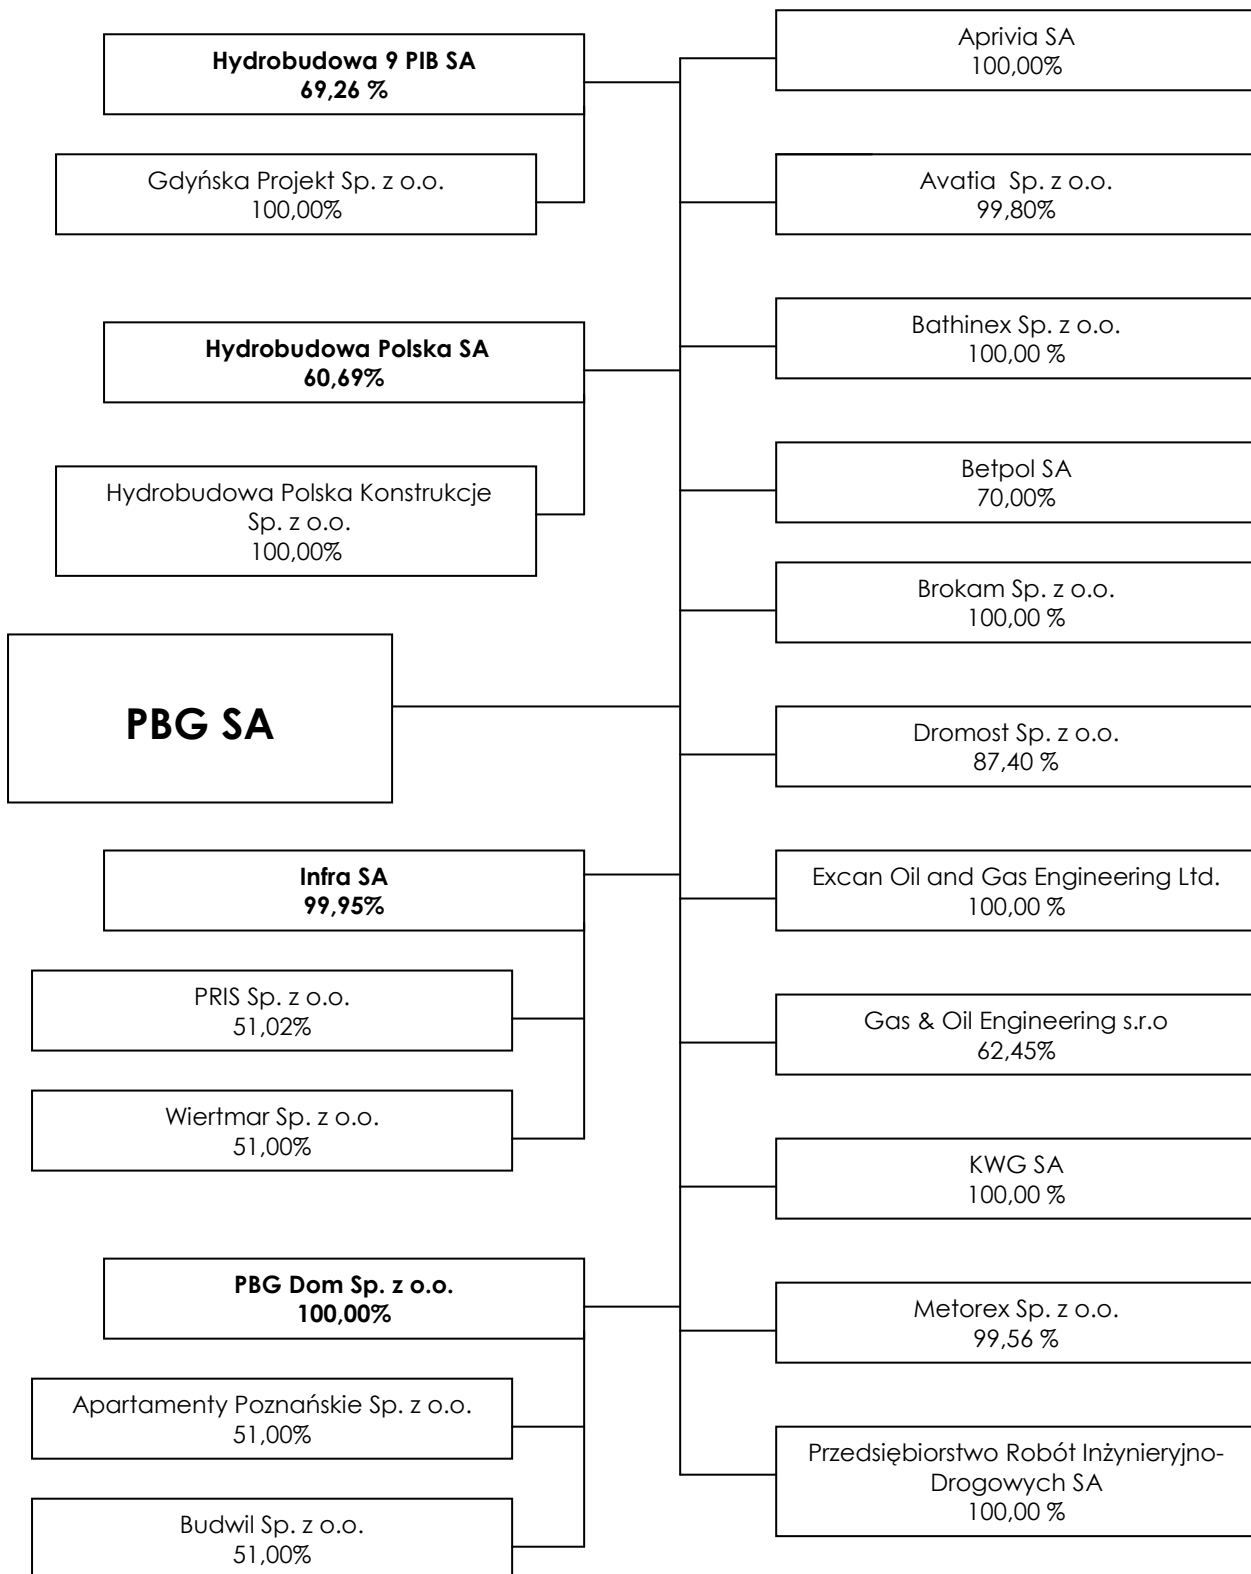 Hydrobudowa 9 PIB SA
69,26 %
Gdyńska Projekt Sp. z o.o.
100,00%
Hydrobudowa Polska SA
60,69%
Hydrobudowa Polska Konstrukcje
Sp. z o.o.
100,00%
PBG SA
Infra SA
99,95%
PRIS Sp. z o.o.
51,02%
Wiertmar Sp. z o.o.
51,00%
PBG Dom Sp. z o.o.
100,00%
Apartamenty Poznańskie Sp. z o.o.
51,00%
Budwil Sp. z o.o.
51,00%
Aprivia SA
100,00%
Avatia Sp. z o.o.
99,80%
Bathinex Sp. z o.o.
100,00 %
Betpol SA
70,00%
Brokam Sp. z o.o.
100,00 %
Dromost Sp. z o.o.
87,40 %
Excan Oil and Gas Engineering Ltd.
100,00 %
Gas & Oil Engineering s.r.o
62,45%
KWG SA
100,00 %
Metorex Sp. z o.o.
99,56 %
Przedsiębiorstwo Robót Inżynieryjno-
Drogowych SA
100,00 %